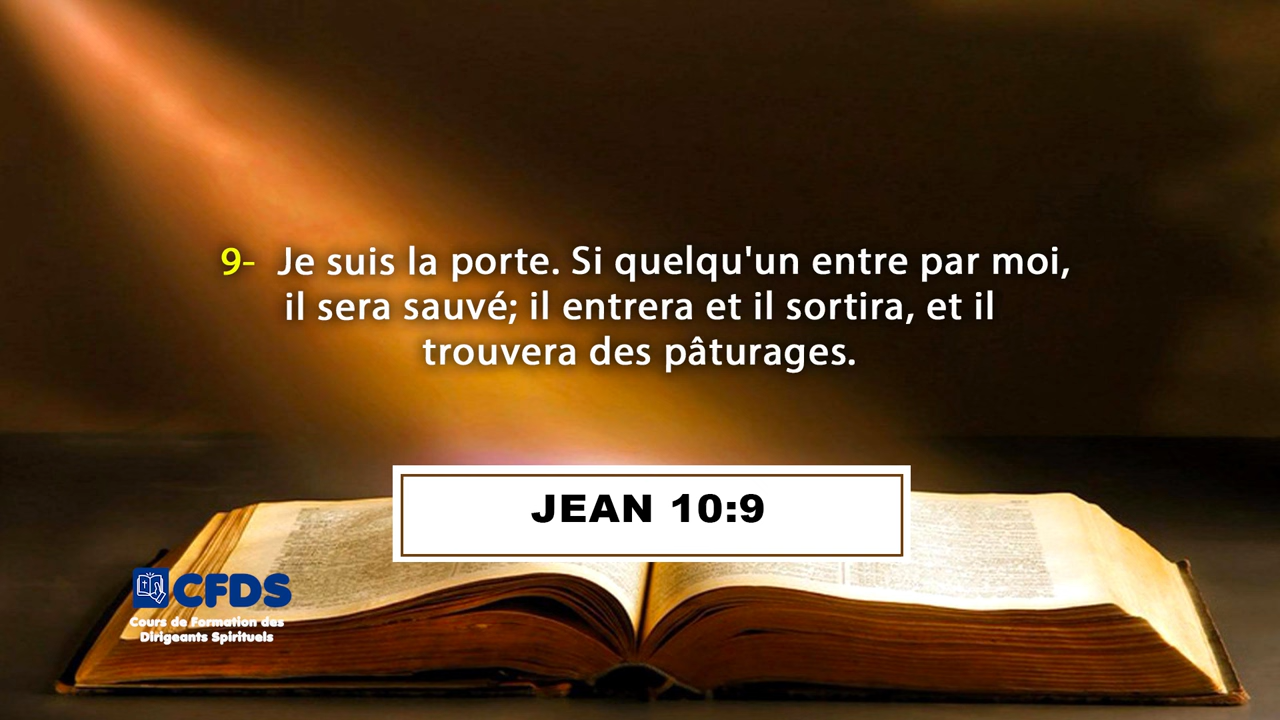 9- Je suis la porte. Si quelqu'un entre par moi,
il sera sauvé; il entrera et il sortira, et il
trouvera des pâturages.
JEAN 10:9
CFDS
Cours de Formation des
Dirigeants Spirituels